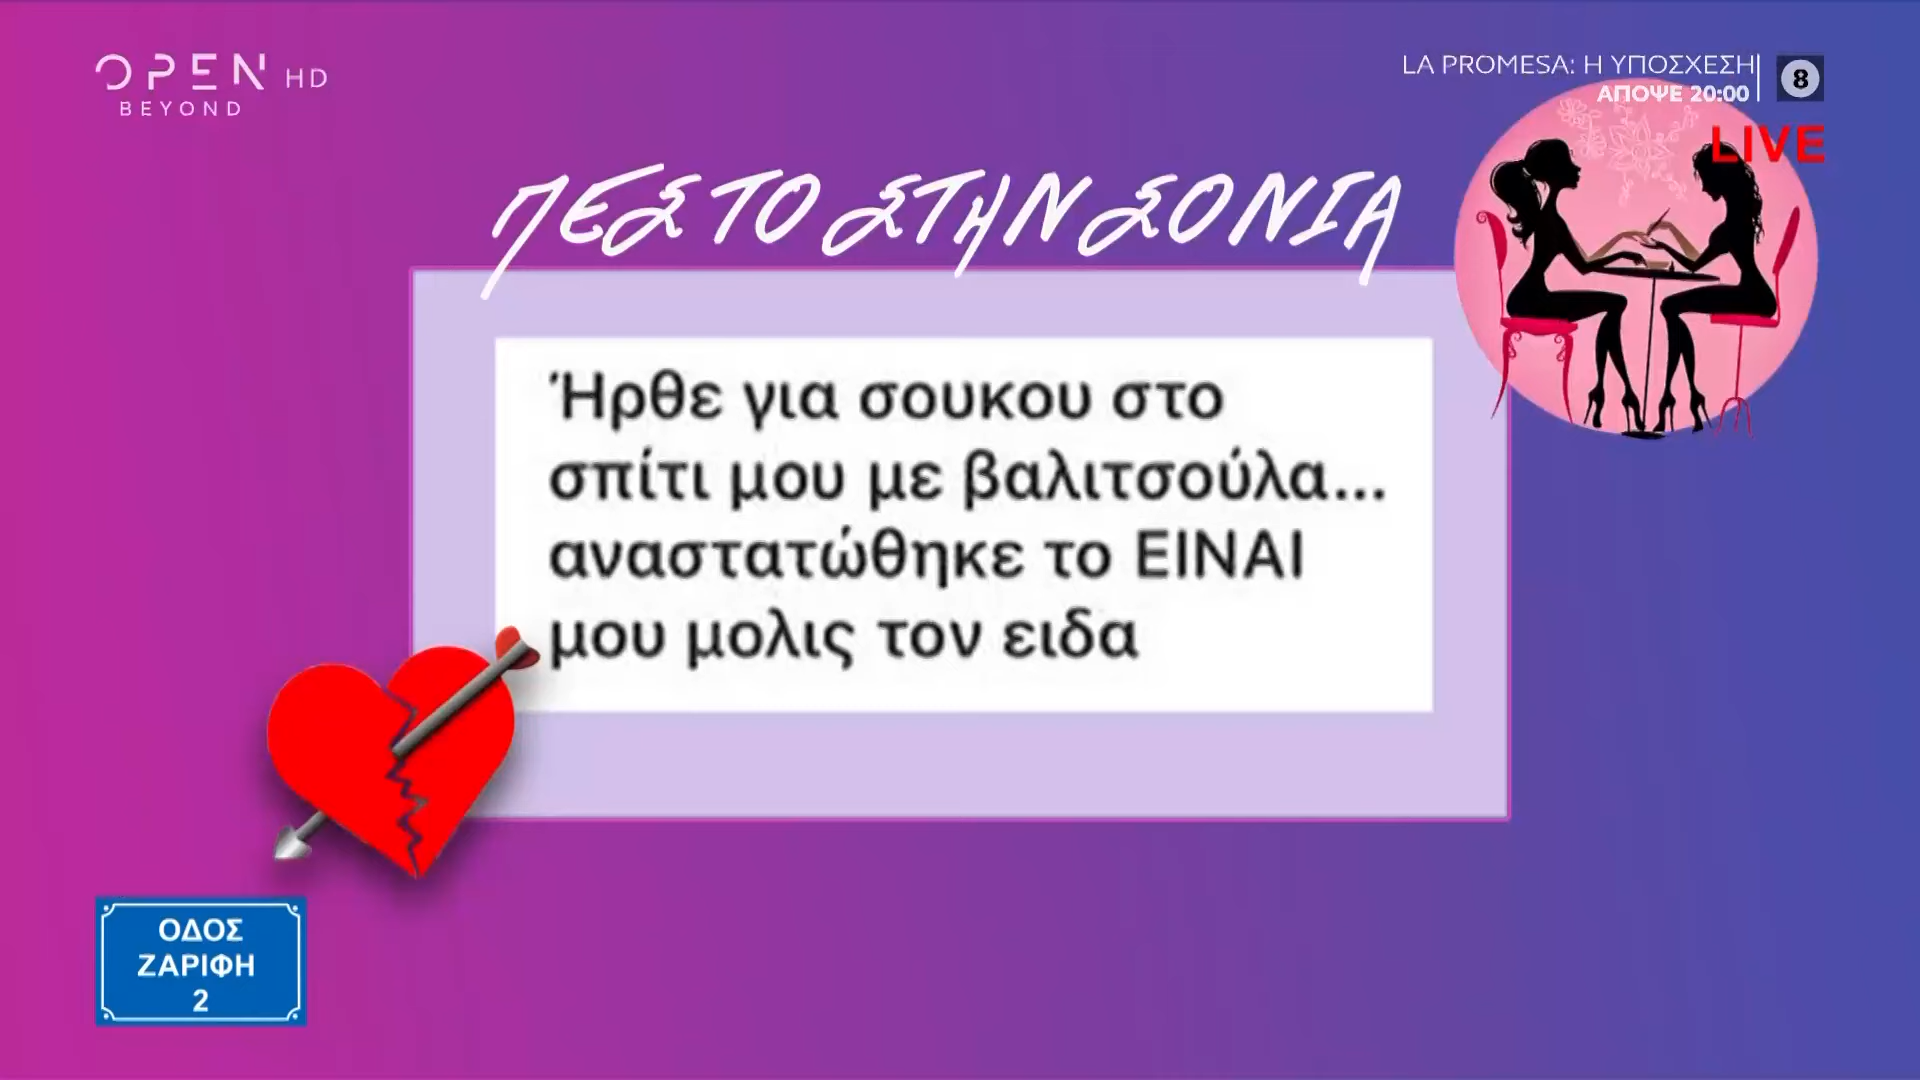 OPEN HD
BEYOND
LA PROMESA: Η ΥΠΟΣΧΕΣΗ
ΑΠΟΨΕ 20:00
8
LIVE
ΠΕΣ ΤΟ ΣΤΗΝ ΣΟΝΙΑ
Ήρθε για σουκου στο
σπίτι μου με βαλιτσούλα...
αναστατώθηκε το ΕΙΝΑΙ
μου μολις τον ειδα
ΟΔΟΣ
ΖΑΡΙΦΗ
2